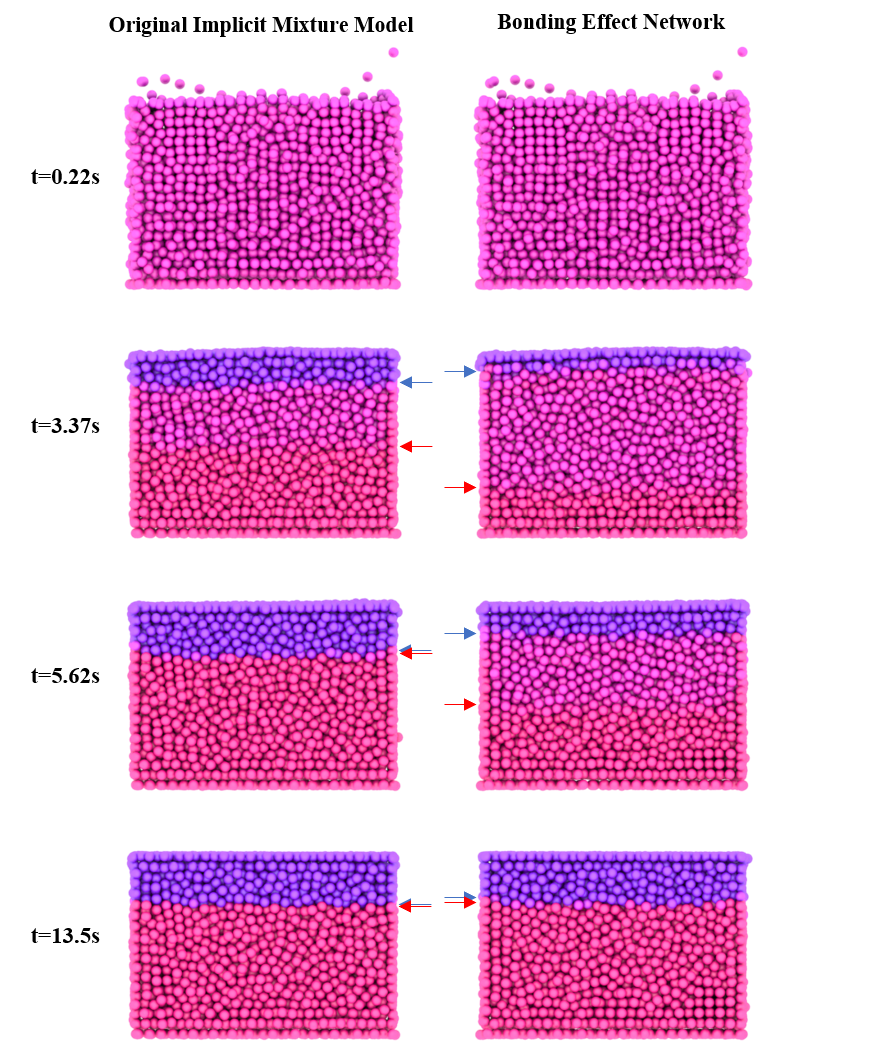 Original Implicit Mixture Model
Bonding Effect Network
t=0.22s
t=3.37s
t=5.62s
t=13.5s